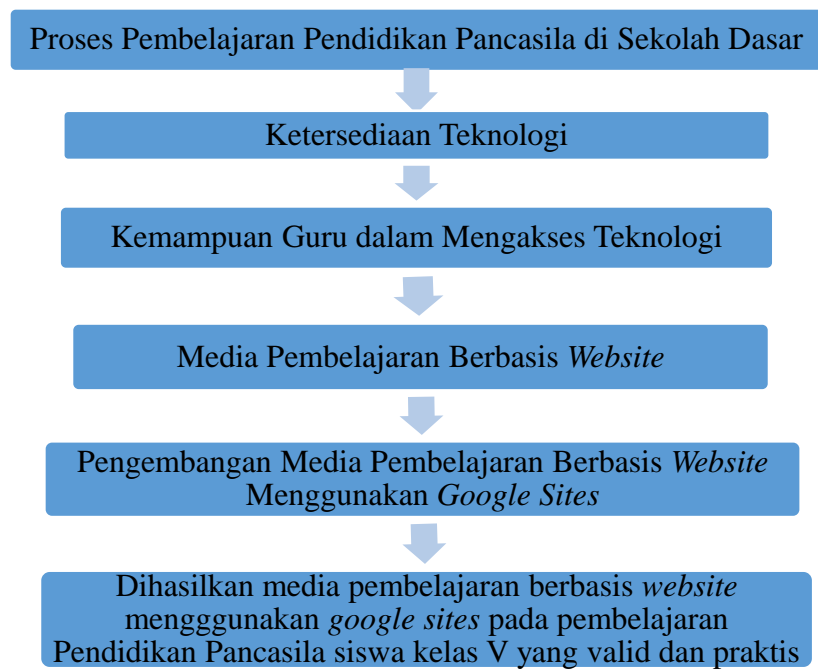 Proses Pembelajaran Pendidikan Pancasila di Sekolah Dasar
Ketersediaan Teknologi
Kemampuan Guru dalam Mengakses Teknologi
Media Pembelajaran Berbasis Website
Pengembangan Media Pembelajaran Berbasis Website
Menggunakan Google Sites
Dihasilkan media pembelajaran berbasis website
mengggunakan google sites pada pembelajaran
Pendidikan Pancasila siswa kelas V yang valid dan praktis